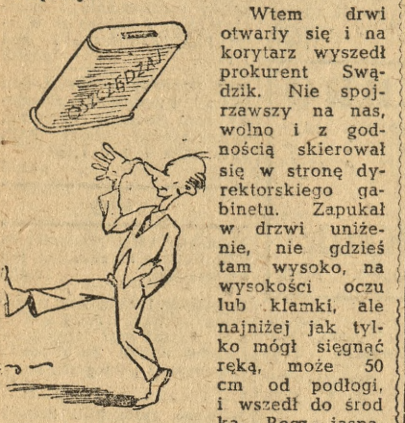 OSZCZĘDZAJ
Wtem drwi
otwarły się i na
korytarz wyszedł
prokurent Swą-
dzik. Nie spoj-
rzawszy na nas,
wolno i z god-
nością skierował
się w stronę dy-
rektorskiego ga-
binetu. Zapukał
w drzwi uniże-
nie, nie gdzieś
tam wysoko, na
wysokości oczu
lub klamki, ale
najniżej jak tyl-
ko mógł sięgnąć
ręką, może 50
cm od podłogi,
i wszedł do środ